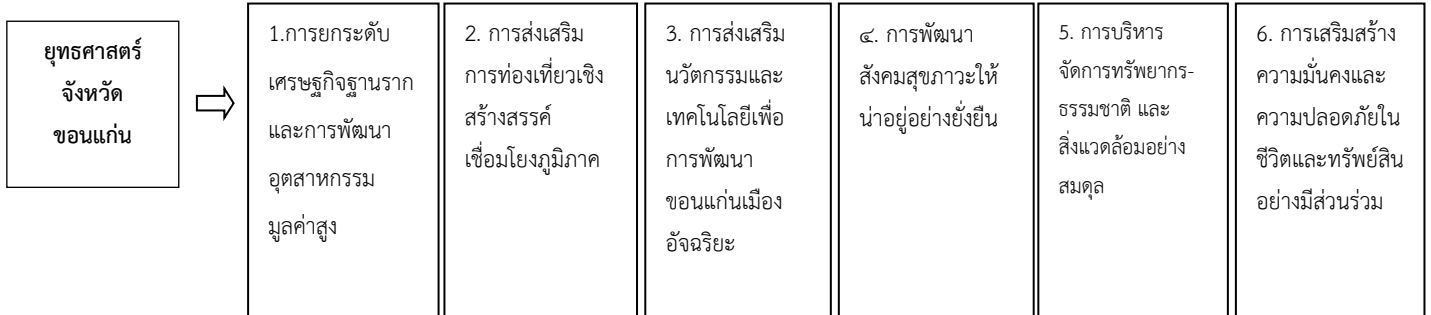 ยุทธศาสตร์
จังหวัด
ขอนแก่น
1.การยกระดับ
เศรษฐกิจฐานราก
และการพัฒนา
อุตสาหกรรม
มูลค่าสูง
2. การส่งเสริม
การท่องเที่ยวเชิง
สร้างสรรค์
เชื่อมโยงภูมิภาค
3. การส่งเสริม
นวัตกรรมและ
เทคโนโลยีเพื่อ
การพัฒนา
ขอนแก่นเมือง
อัจฉริยะ
๔. การพัฒนา
สังคมสุขภาวะให้
น่าอยู่อย่างยั่งยืน
5. การบริหาร
จัดการทรัพยากร-
ธรรมชาติ และ
สิ่งแวดล้อมอย่าง
สมดุล
6. การเสริมสร้าง
ความมั่นคงและ
ความปลอดภัยใน
ชีวิตและทรัพย์สิน
อย่างมีส่วนร่วม